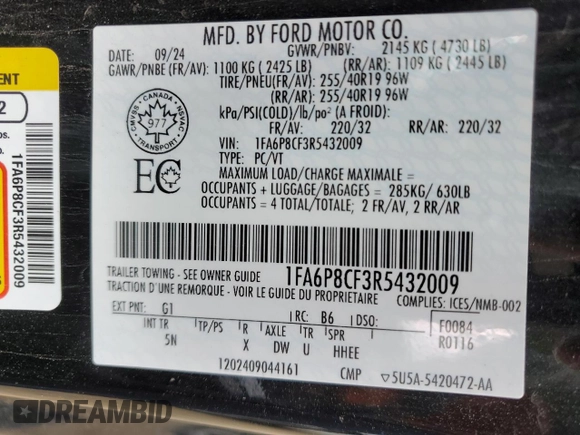 MFD. BY FORD MOTOR CO.
DATE: 09/24 GVWR/PNBV: 2145 KG ( 4730 LB)
GAWR/PNBE (FR/AV): 1100 KG ( 2425 LB) (RR/AR): 1109 KG ( 2445 LB)
TIRE/PNEU(FR/AV): 255/40R19 96W
(RR/AR): 255/40R19 96W
kPa/PSI(COLD)/lb/po² (A FROID):
FR/AV: 220/32 RR/AR: 220/32
CANADA
CMVSS NSVAC
977
TRANSPORT
VIN: 1FA6P8CF3R5432009
TYPE: PC/VT
EC
MAXIMUM LOAD/CHARGE MAXIMALE =
OCCUPANTS + LUGGAGE/BAGAGES = 285KG/ 630LB
OCCUPANTS = 4 TOTAL/TOTALE; 2 FR/AV, 2 RR/AR
TRAILER TOWING - SEE OWNER GUIDE 1FA6P8CF3R5432009
TRACTION D'UNE REMORQUE - VOIR GUIDE DU PROPRIETAIRE COMPLIES: ICES/NMB-002
EXT PNT: G1 RC: B6 DSO: F0084
INT TR TP/PS R AXLE TR SPR R0116
5N X DW U HHEE
1202409044161 CMP ▽5U5A-5420472-AA
ENT
2
os.
1FA6P8CF3R5432009
DREAMBID